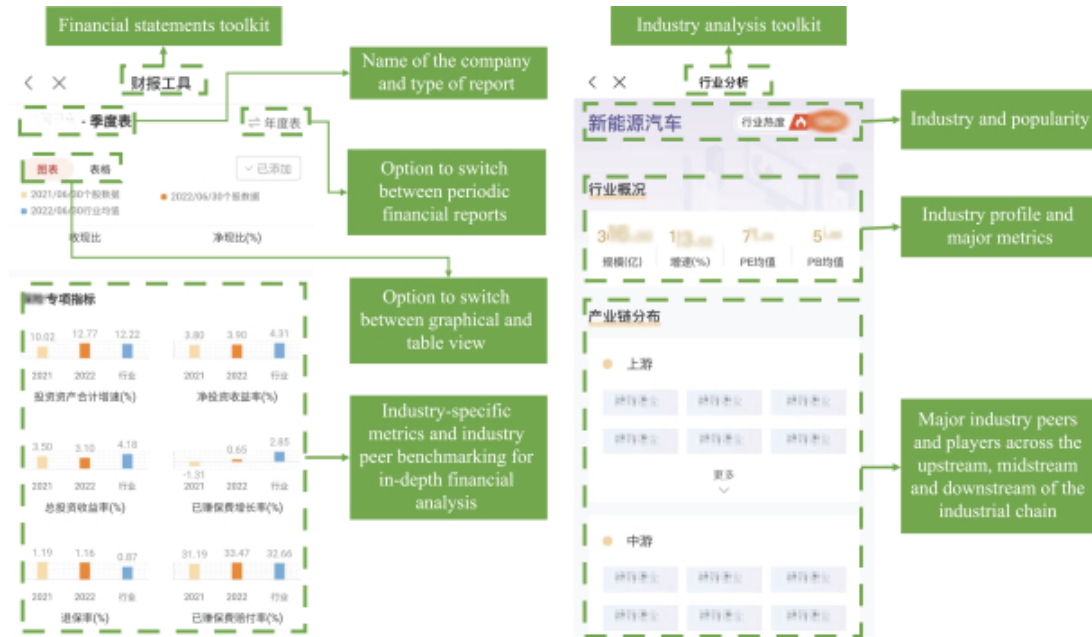 Financial statements toolkit
财报工具
Name of the company
and type of report
- 季度表
年度表
图表
表格
已添加
2021/06/30个股数据
2022/06/30个股数据
2022/06/30行业均值
收现比
净现比(%)
Option to switch
between periodic
financial reports
Option to switch
between graphical and
table view
专项指标
10.02 12.77 12.22
2021 2022 行业
投资资产合计增速(%)
3.80 3.90 4.31
2021 2022 行业
净投资收益率(%)
3.50 3.10 4.18
2021 2022 行业
总投资收益率(%)
-1.31 0.65 2.85
2021 2022 行业
已赚保费增长率(%)
1.19 1.16 0.87
2021 2022 行业
退保率(%)
31.19 33.47 32.66
2021 2022 行业
已赚保费赔付率(%)
Industry-specific
metrics and industry
peer benchmarking for
in-depth financial
analysis
Industry analysis toolkit
行业分析
新能源汽车
行业热度
Industry and popularity
行业概况
规模(亿)
增速(%)
PE均值
PB均值
Industry profile and
major metrics
产业链分布
上游
更多
中游
Major industry peers
and players across the
upstream, midstream
and downstream of the
industrial chain